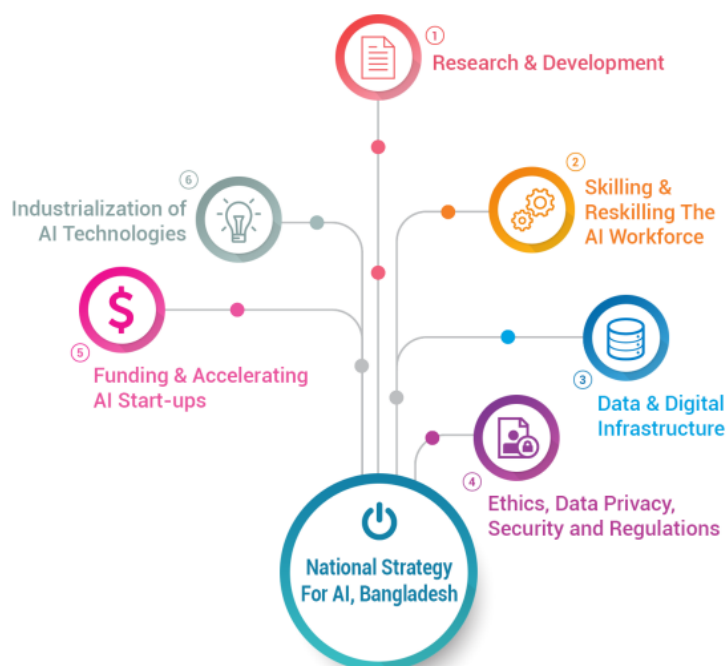 1
Research & Development
2
Skilling &
Reskilling The
AI Workforce
3
Data & Digital
Infrastructure
4
Ethics, Data Privacy,
Security and Regulations
5
Funding & Accelerating
AI Start-ups
6
Industrialization of
AI Technologies
$
National Strategy
For AI, Bangladesh